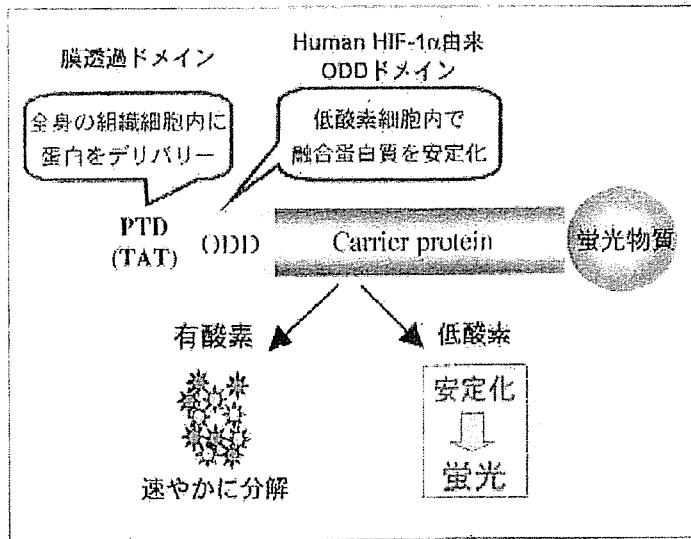 膜透過ドメイン
Human HIF-1α由来
ODDドメイン
全身の組織細胞内に
蛋白をデリバリー
低酸素細胞内で
融合蛋白質を安定化
PTD
(TAT)
ODD
Carrier protein
蛍光物質
有酸素
低酸素
速やかに分解
安定化
蛍光